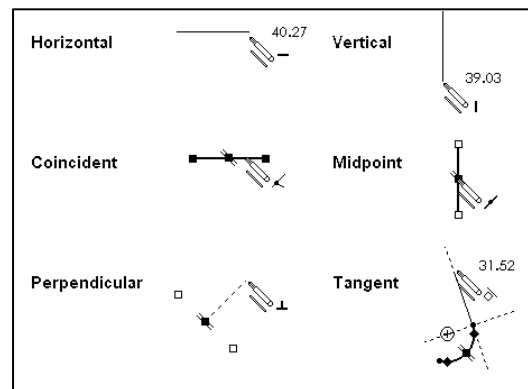 Horizontal 40.27 Vertical
39.03
Coincident Midpoint
Perpendicular Tangent 31.52